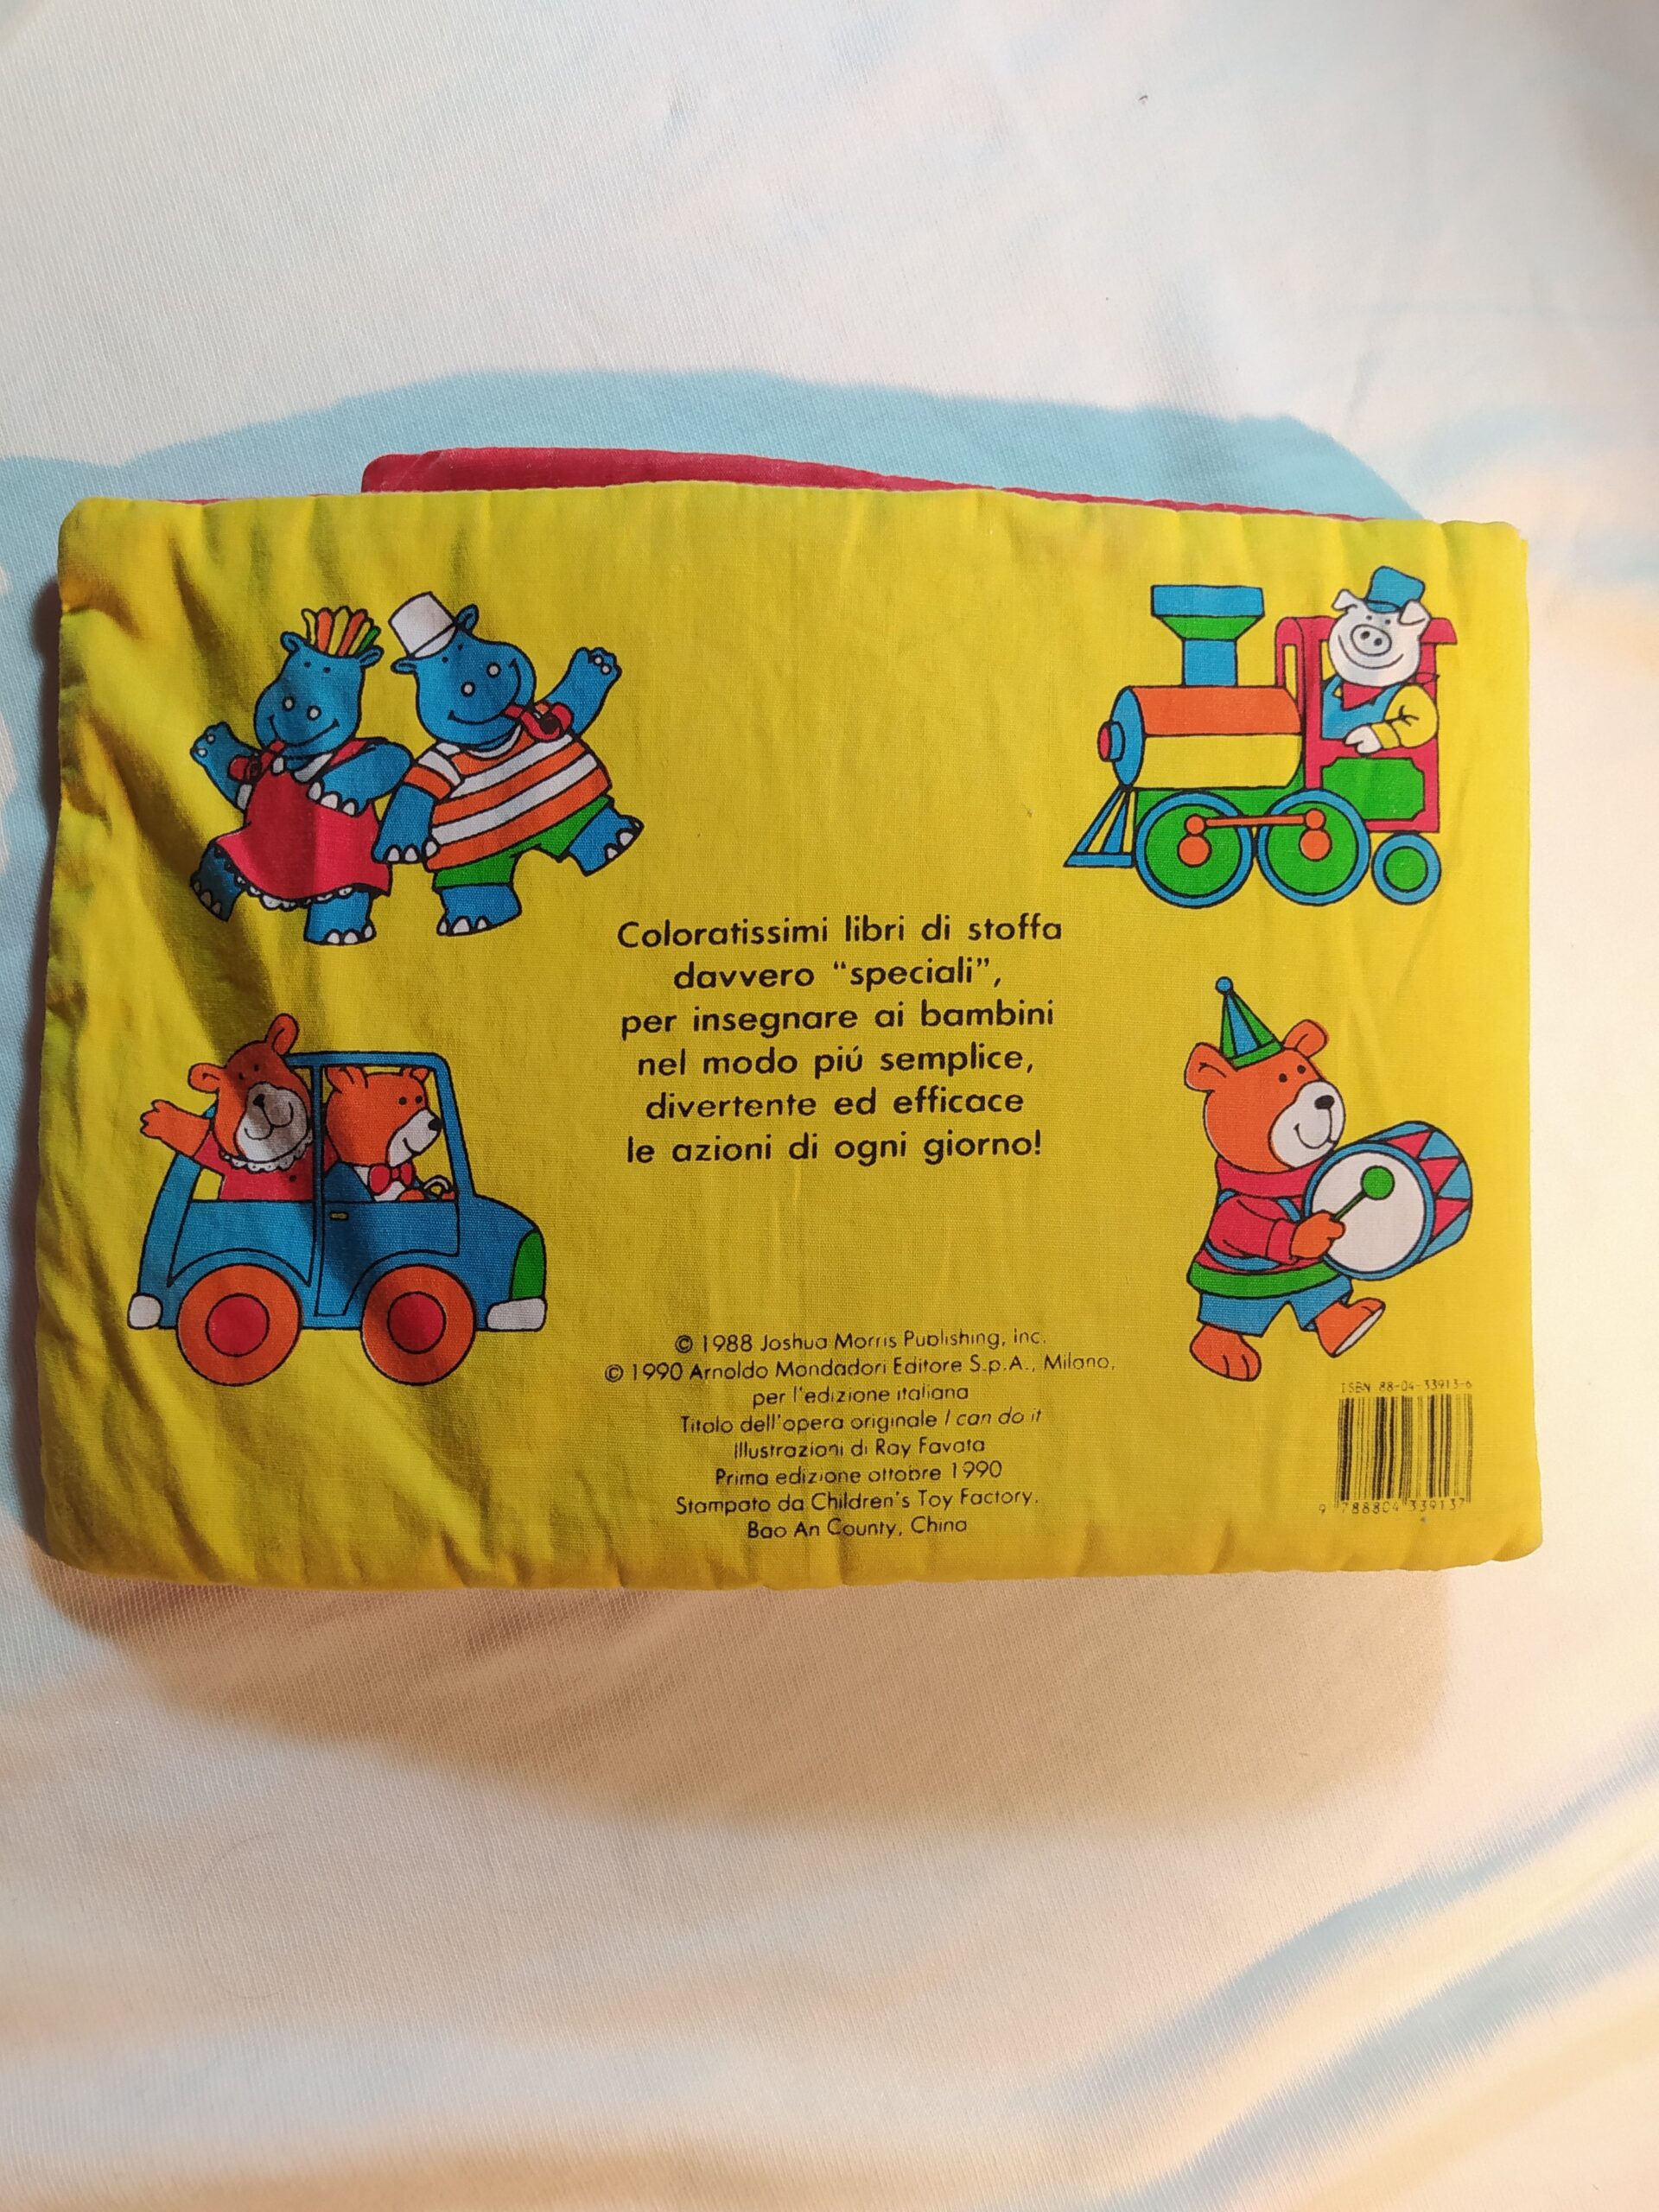 Coloratissimi libri di stoffa
davvero “speciali”,
per insegnare ai bambini
nel modo piú semplice,
divertente ed efficace
le azioni di ogni giorno!
© 1988 Joshua Morris Publishing, inc.
© 1990 Arnoldo Mondadori Editore S.p.A., Milano,
per l'edizione italiana
Titolo dell'opera originale I can do it
Illustrazioni di Ray Favata
Prima edizione ottobre 1990
Stampato da Children's Toy Factory,
Bao An County, China
ISBN 88-04-33913-6
9 788804 339137